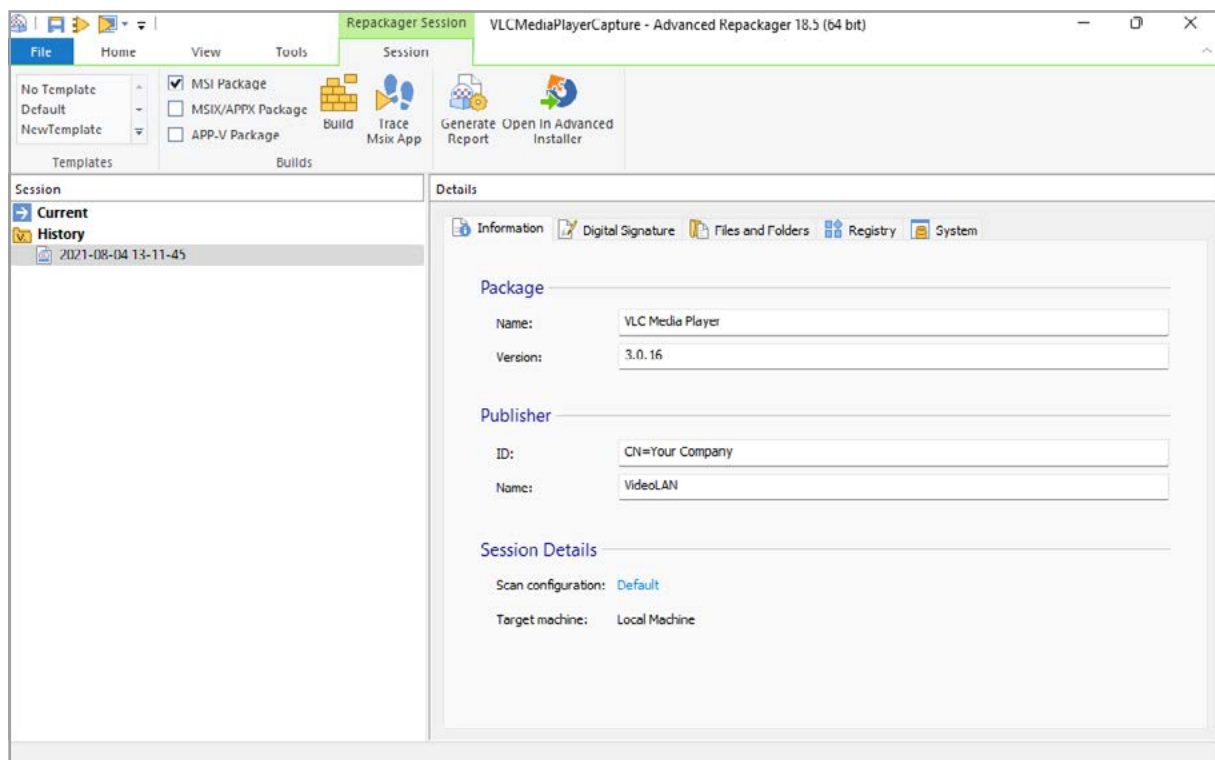 Repackager Session
VLCMediaPlayerCapture - Advanced Repackager 18.5 (64 bit)
File Home View Tools Session
No Template
Default
NewTemplate
Templates
MSI Package
MSIX/APPX Package
APP-V Package
Build
Trace
Msix App
Builds
Generate
Report
Open In Advanced
Installer
Session
Current
History
2021-08-04 13-11-45
Details
Information Digital Signature Files and Folders Registry System
Package
Name: VLC Media Player
Version: 3.0.16
Publisher
ID: CN=Your Company
Name: VideoLAN
Session Details
Scan configuration: Default
Target machine: Local Machine